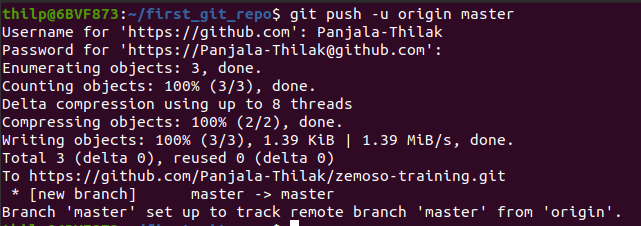 thilp@6BVF873:~/first_git_repo$ git push -u origin master
Username for 'https://github.com': Panjala-Thilak
Password for 'https://Panjala-Thilak@github.com':
Enumerating objects: 3, done.
Counting objects: 100% (3/3), done.
Delta compression using up to 8 threads
Compressing objects: 100% (2/2), done.
Writing objects: 100% (3/3), 1.39 KiB | 1.39 MiB/s, done.
Total 3 (delta 0), reused 0 (delta 0)
To https://github.com/Panjala-Thilak/zemoso-training.git
 * [new branch]      master -> master
Branch 'master' set up to track remote branch 'master' from 'origin'.